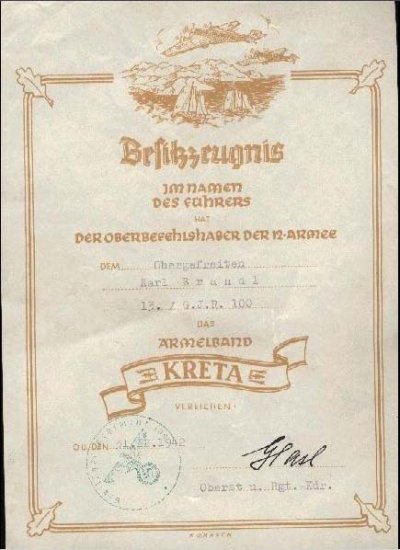 Besitzzeugnis
IM NAMEN
DES FÜHRERS
HAT
DER OBERBEFEHLSHABER DER 12·ARMEE
DEM Obergefreiten
Karl Brandl
13. / G.J.R. 100
DAS
ÄRMELBAND
KRETA
VERLIEHEN·
1942
Oberst u. Rgt.-Kdr.